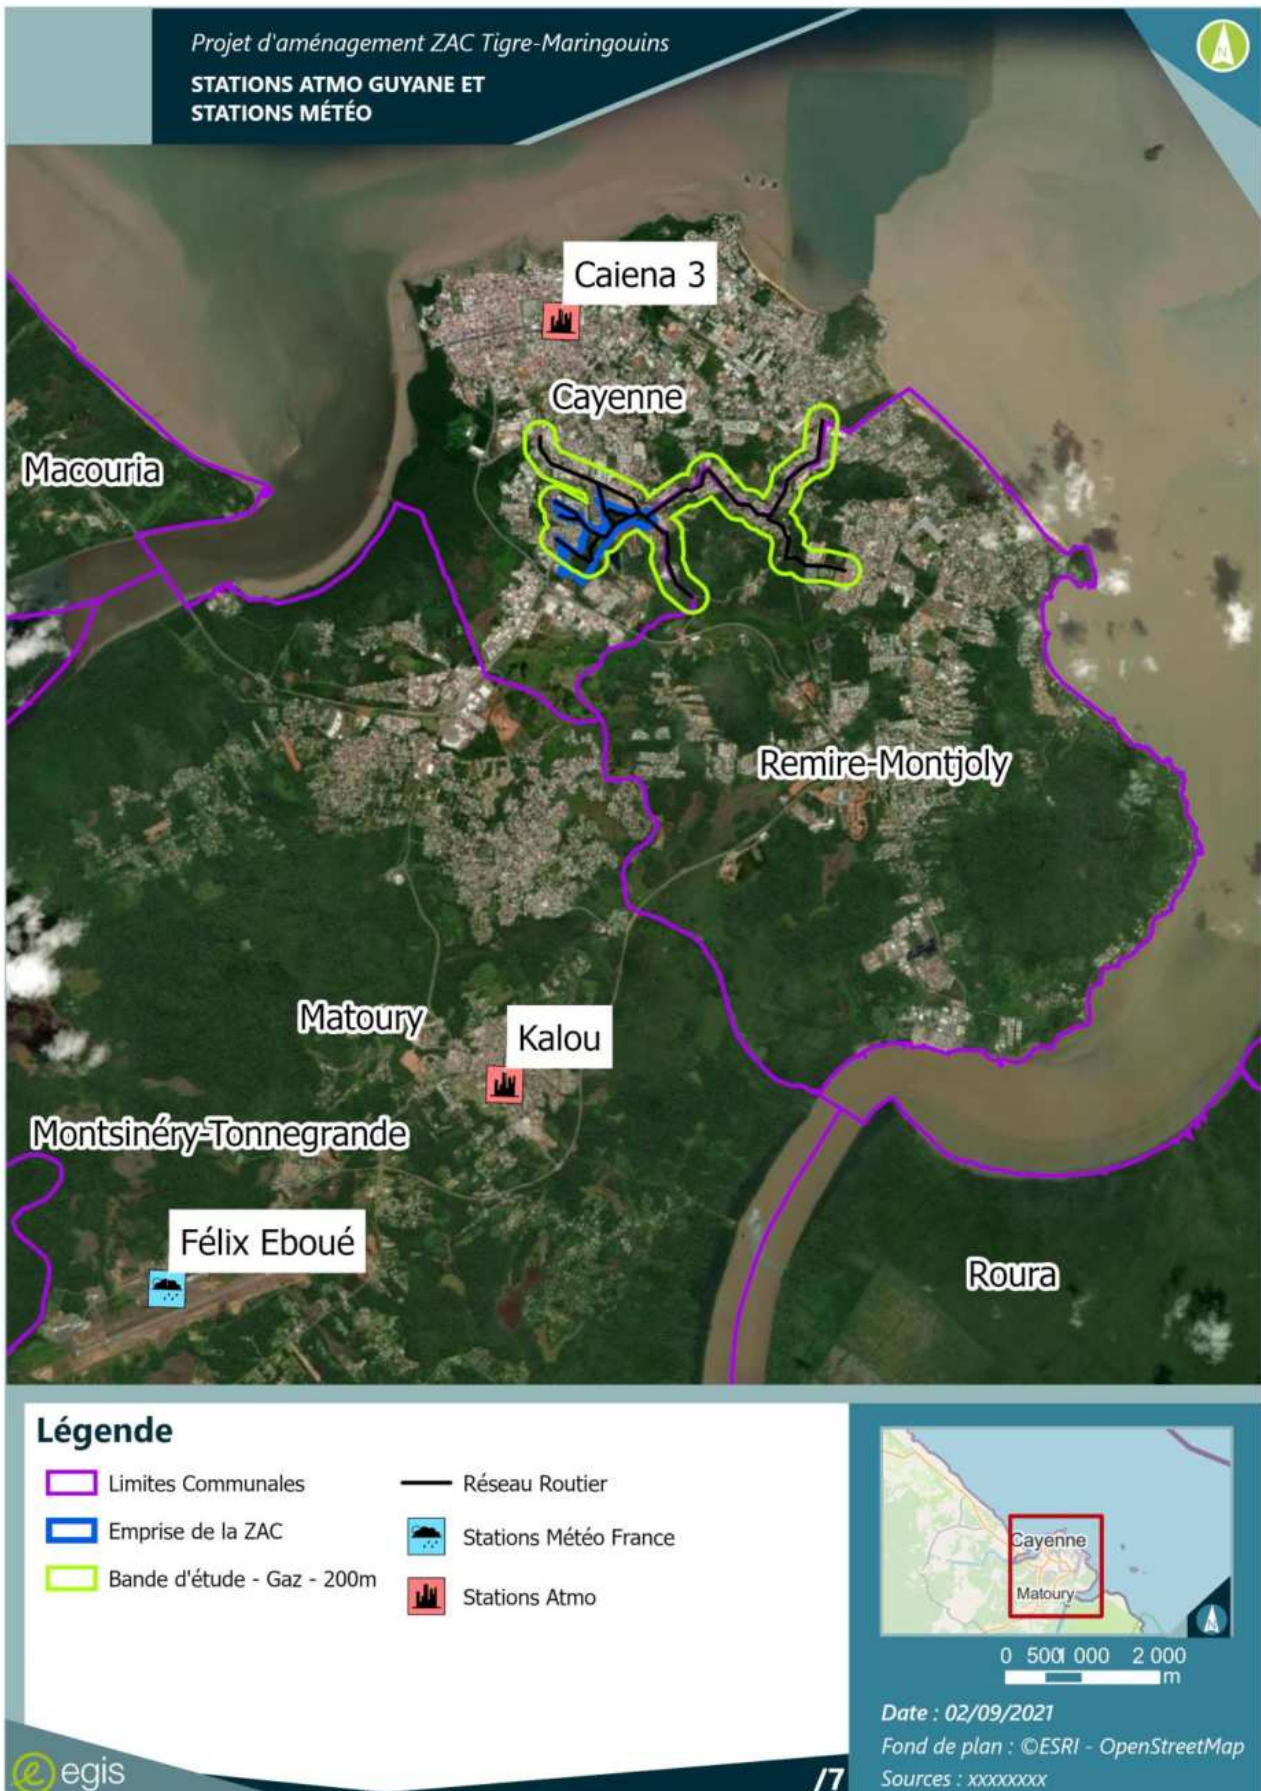 Projet d'aménagement ZAC Tigre-Maringouins
STATIONS ATMO GUYANE ET
STATIONS MÉTÉO
N
Caiena 3
Cayenne
Macouria
Remire-Montjoly
Matoury
Kalou
Montsinéry-Tonnegrande
Félix Eboué
Roura
Légende
Limites Communales
Emprise de la ZAC
Bande d'étude - Gaz - 200m
Réseau Routier
Stations Météo France
Stations Atmo
Cayenne
Matoury
N
0 500 1 000 2 000
m
Date : 02/09/2021
Fond de plan : ©ESRI - OpenStreetMap
Sources : xxxxxxxx
egis
/7